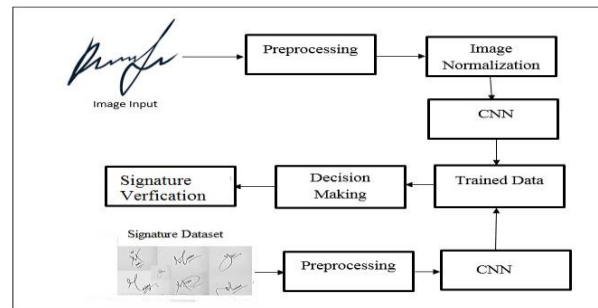 Preprocessing
Image
Normalization
Image Input
CNN
Signature
Verfication
Decision
Making
Trained Data
Signature Dataset
Preprocessing
CNN